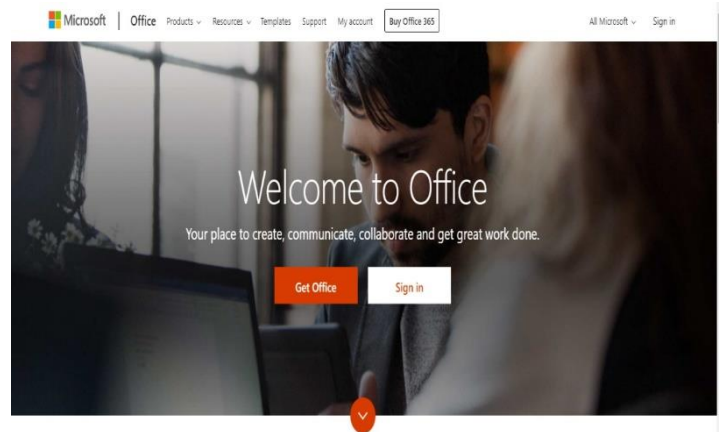 Microsoft Office Products Resources Templates Support My account Buy Office 365 All Microsoft Sign in
Welcome to Office
Your place to create, communicate, collaborate and get great work done.
Get Office Sign in